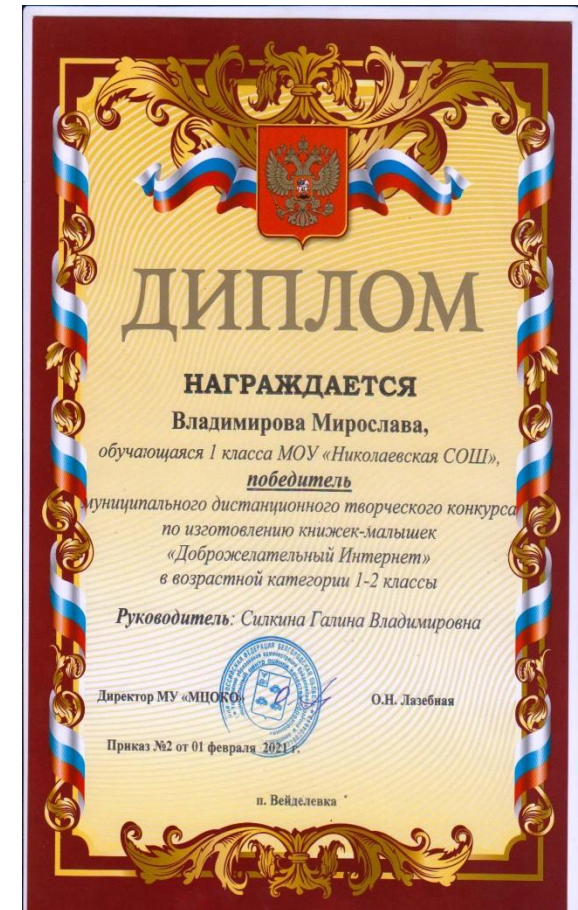 ДИПЛОМ
НАГРАЖДАЕТСЯ
Владимирова Мирослава,
обучающаяся 1 класса МОУ «Николаевская СОШ»,
победитель
муниципального дистанционного творческого конкурса
по изготовлению книжек-малышек
«Доброжелательный Интернет»
в возрастной категории 1-2 классы
Руководитель: Силкина Галина Владимировна
Директор МУ «МЦОКО» О.Н. Лазебная
Приказ №2 от 01 февраля 2021 г.
п. Вейделевка